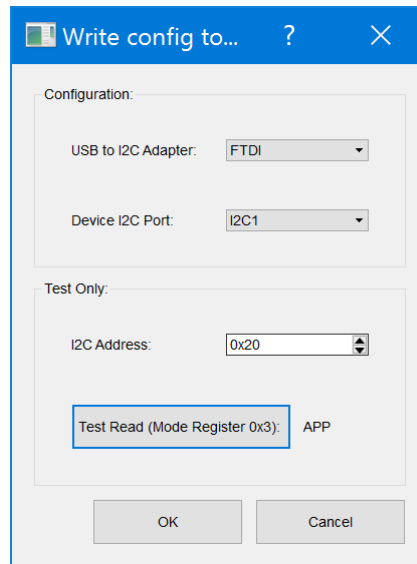 Write config to... ?
Configuration:
USB to I2C Adapter: FTDI
Device I2C Port: I2C1
Test Only:
I2C Address: 0x20
Test Read (Mode Register 0x3): APP
OK Cancel